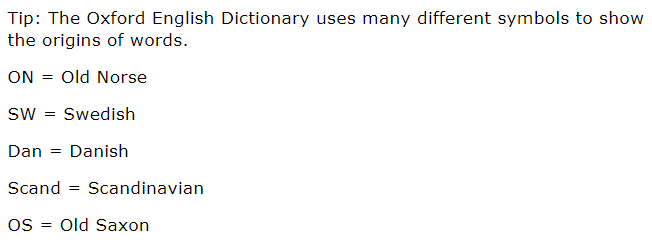 Tip: The Oxford English Dictionary uses many different symbols to show
the origins of words.
ON = Old Norse
SW = Swedish
Dan = Danish
Scand = Scandinavian
OS = Old Saxon